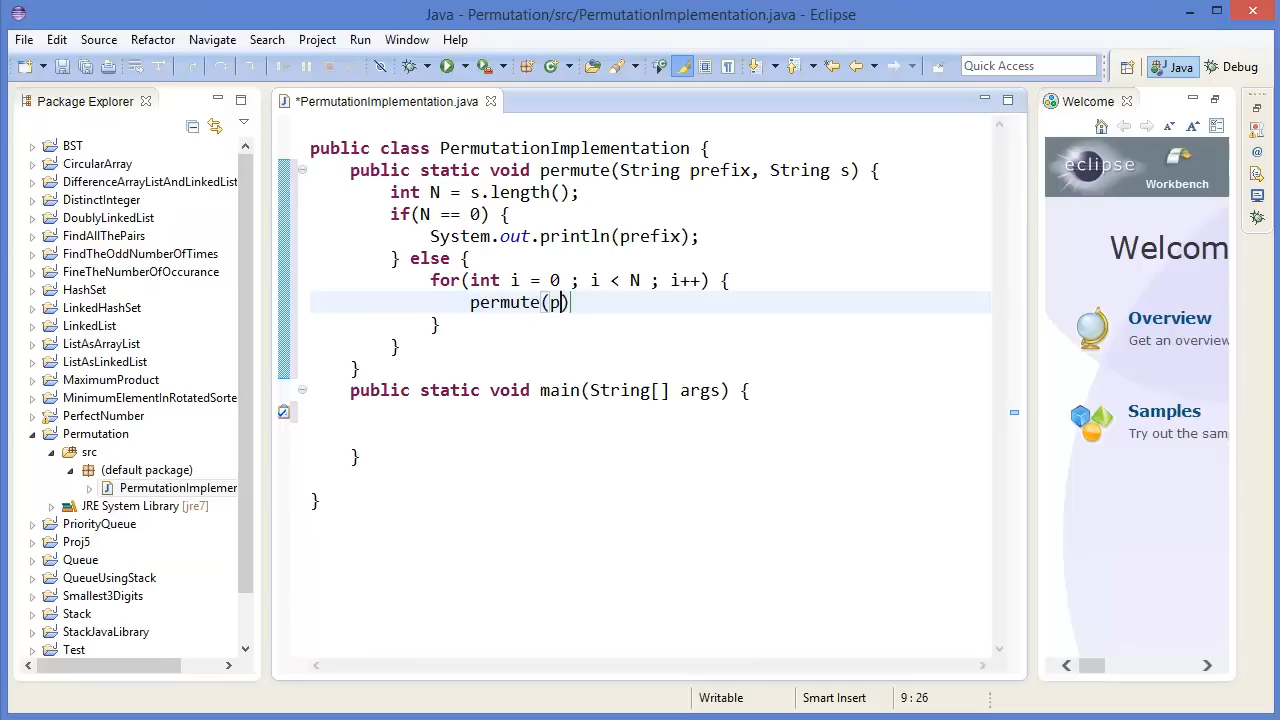 Java - Permutation/src/PermutationImplementation.java - Eclipse
File Edit Source Refactor Navigate Search Project Run Window Help
Quick Access
Java
Debug
Package Explorer
*PermutationImplementation.java
Welcome
BST
CircularArray
DifferenceArrayListAndLinkedList
DistinctInteger
DoublyLinkedList
FindAllThePairs
FindTheOddNumberOfTimes
FineTheNumberOfOccurance
HashSet
LinkedHashSet
LinkedList
ListAsArrayList
ListAsLinkedList
MaximumProduct
MinimumElementInRotatedSorte
PerfectNumber
Permutation
src
(default package)
PermutationImplemer
JRE System Library [jre7]
PriorityQueue
Proj5
Queue
QueueUsingStack
Smallest3Digits
Stack
StackJavaLibrary
Test
public class PermutationImplementation {
public static void permute(String prefix, String s) {
int N = s.length();
if(N == 0) {
System.out.println(prefix);
} else {
for(int i = 0 ; i < N ; i++) {
permute(p)
}
}
}
public static void main(String[] args) {
}
}
eclipse
Workbench
Welcom
Overview
Get an overview
Samples
Try out the sam
Writable
Smart Insert
9 : 26